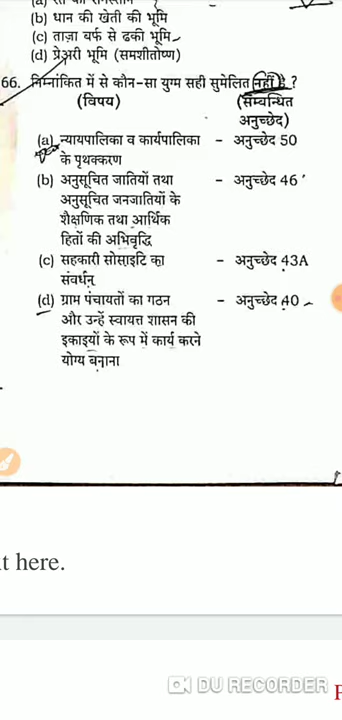 (b) धान की खेती की भूमि
(c) ताज़ा बर्फ से ढकी भूमि
(d) प्रेअरी भूमि (समशीतोष्ण)
66. निम्नांकित में से कौन-सा युग्म सही सुमेलित नहीं है ?
(विषय) (सम्बन्धित
अनुच्छेद)
(a) न्यायपालिका व कार्यपालिका – अनुच्छेद 50
के पृथक्करण
(b) अनुसूचित जातियों तथा – अनुच्छेद 46
अनुसूचित जनजातियों के
शैक्षणिक तथा आर्थिक
हितों की अभिवृद्धि
(c) सहकारी सोसाइटि का – अनुच्छेद 43A
संवर्धन
(d) ग्राम पंचायतों का गठन – अनुच्छेद 40
और उन्हें स्वायत्त शासन की
इकाइयों के रूप में कार्य करने
योग्य बनाना
t here.
DU RECORDER